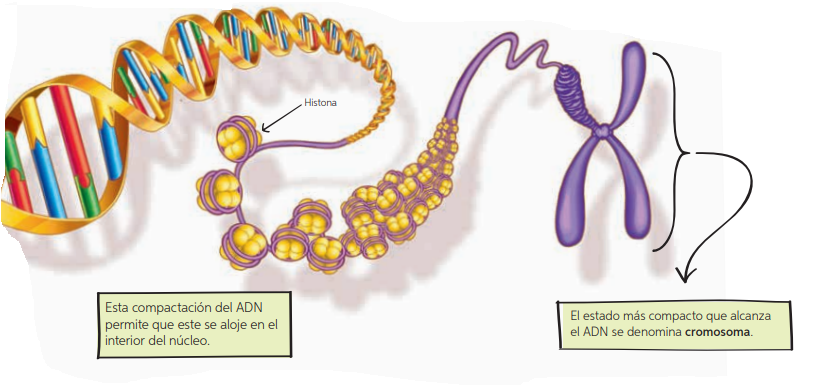 Histona
Esta compactación del ADN
permite que este se aloje en el
interior del núcleo.
El estado más compacto que alcanza
el ADN se denomina cromosoma.